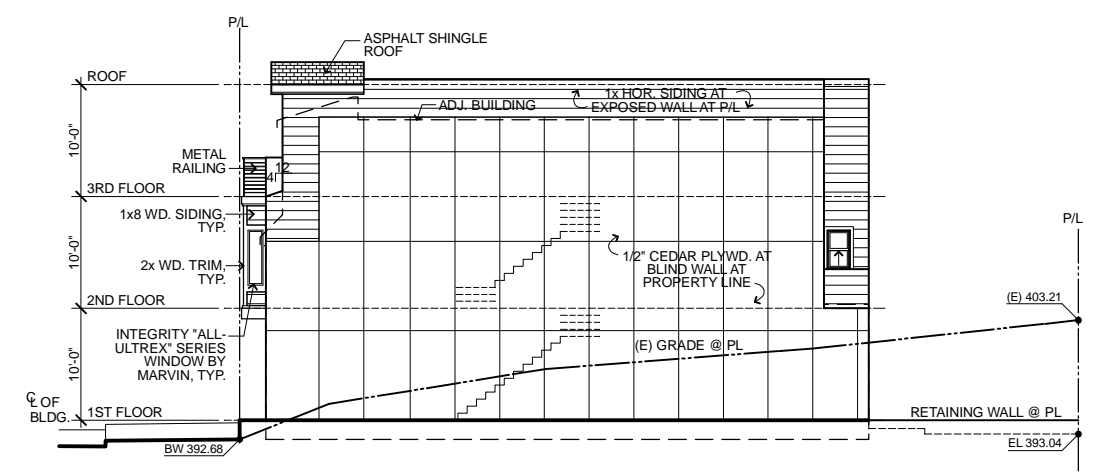 P/L
ASPHALT SHINGLE
ROOF
ROOF
1x HOR. SIDING AT
EXPOSED WALL AT P/L
ADJ. BUILDING
10'-0"
METAL
RAILING
12
4
3RD FLOOR
1x8 WD. SIDING,
TYP.
P/L
10'-0"
2x WD. TRIM,
TYP.
1/2" CEDAR PLYWD. AT
BLIND WALL AT
PROPERTY LINE
2ND FLOOR
(E) 403.21
INTEGRITY "ALL-
ULTREX" SERIES
WINDOW BY
MARVIN, TYP.
(E) GRADE @ PL
10'-0"
CL OF
BLDG.
1ST FLOOR
RETAINING WALL @ PL
BW 392.68
EL 393.04